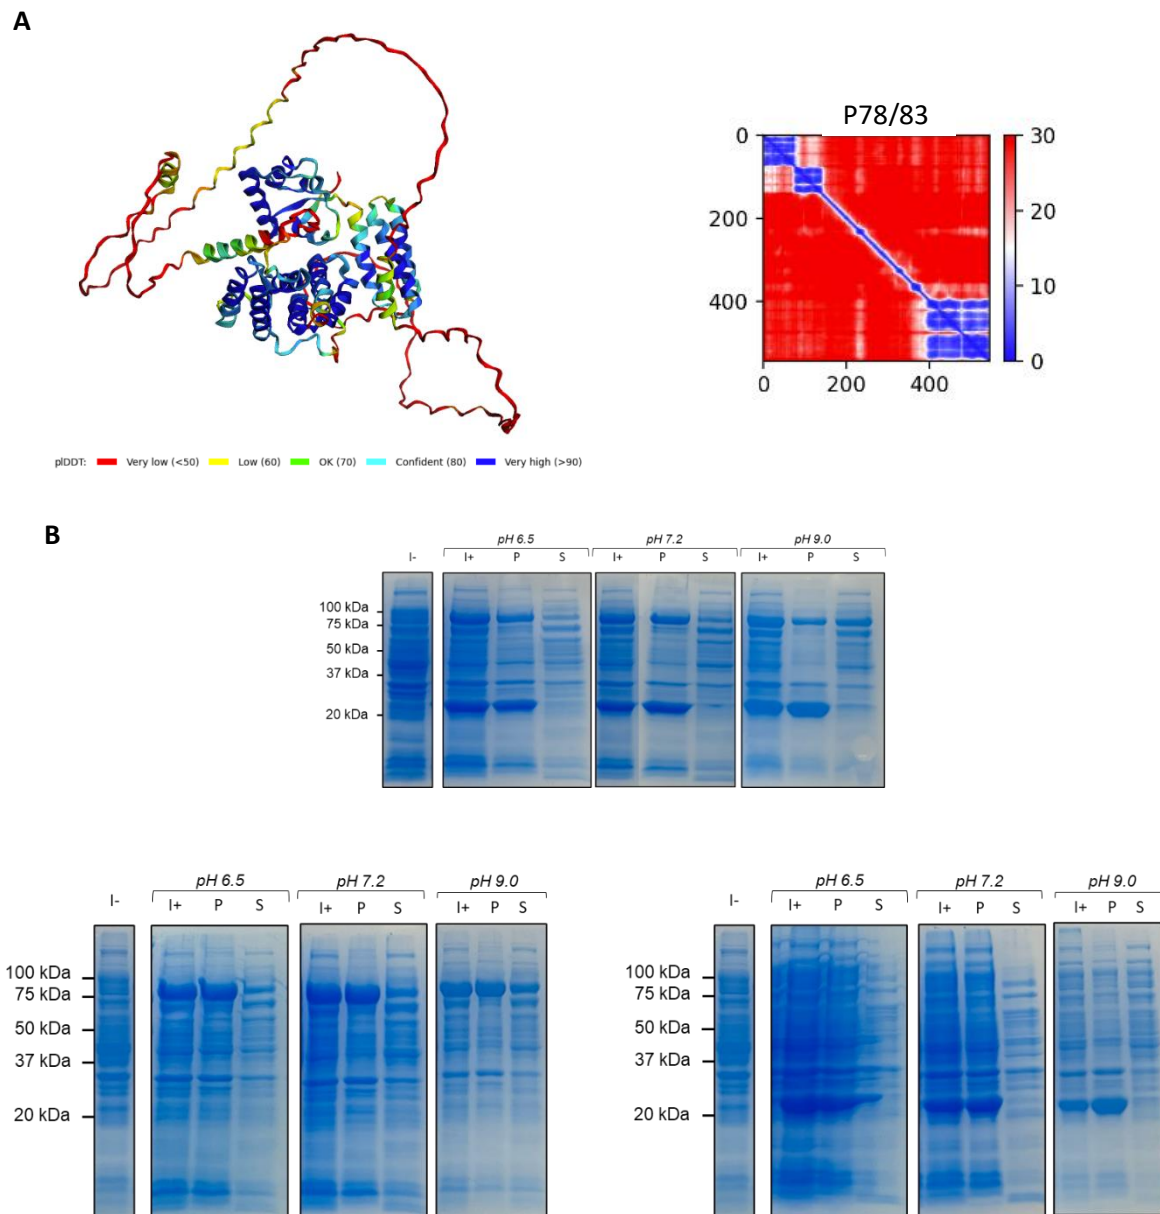 A
P78/83
0
200
400
0
200
400
30
20
10
0
plDDT: Very low (<50) Low (60) OK (70) Confident (80) Very high (>90)
B
pH 6.5 pH 7.2 pH 9.0
I- I+ P S I+ P S I+ P S
100 kDa
75 kDa
50 kDa
37 kDa
20 kDa
pH 6.5 pH 7.2 pH 9.0
I- I+ P S I+ P S I+ P S
100 kDa
75 kDa
50 kDa
37 kDa
20 kDa
pH 6.5 pH 7.2 pH 9.0
I- I+ P S I+ P S I+ P S
100 kDa
75 kDa
50 kDa
37 kDa
20 kDa